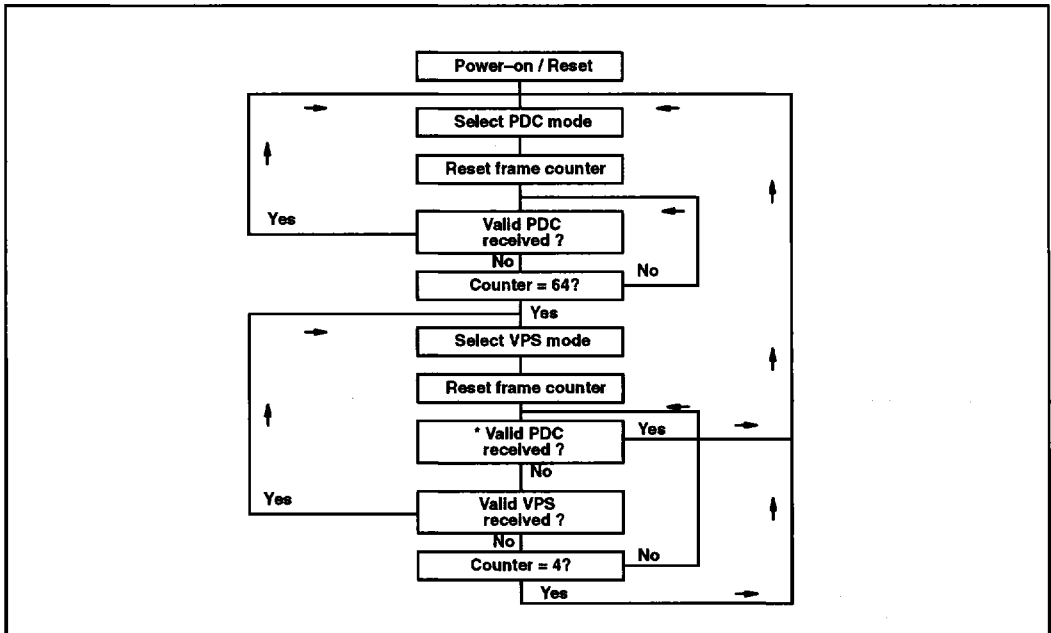 Power-on / Reset
Select PDC mode
Reset frame counter
Yes
Valid PDC
received ?
No
No
Counter = 64?
Yes
Select VPS mode
Reset frame counter
* Valid PDC
received ?
Yes
No
Yes
Valid VPS
received ?
No
No
Counter = 4?
Yes